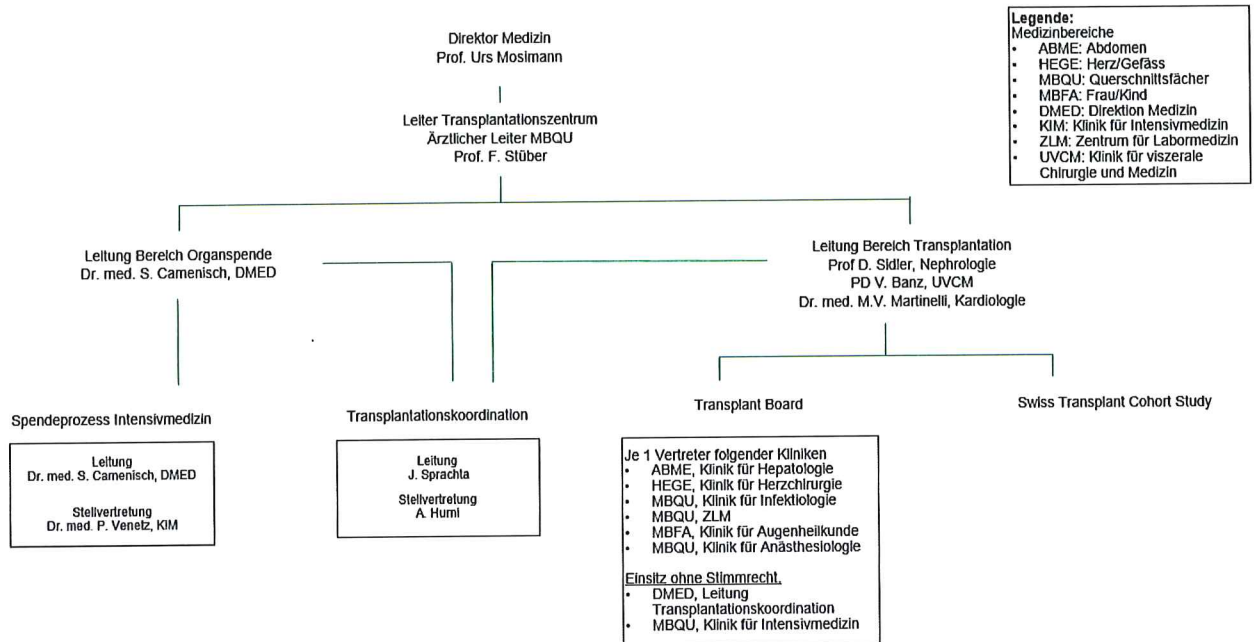 Direktor Medizin
Prof. Urs Mosimann
Leiter Transplantationszentrum
Ärztlicher Leiter MBQU
Prof. F. Stüber
Legende:
Medizinbereiche
• ABME: Abdomen
• HEGE: Herz/Gefäss
• MBQU: Querschnittsfächer
• MBFA: Frau/Kind
• DMED: Direktion Medizin
• KIM: Klinik für Intensivmedizin
• ZLM: Zentrum für Labormedizin
• UVCM: Klinik für viszerale
Chirurgie und Medizin
Leitung Bereich Organspende
Dr. med. S. Camenisch, DMED
Leitung Bereich Transplantation
Prof D. Sidler, Nephrologie
PD V. Banz, UVCM
Dr. med. M.V. Martinelli, Kardiologie
Spendeprozess Intensivmedizin
Leitung
Dr. med. S. Camenisch, DMED
Stellvertretung
Dr. med. P. Venetz, KIM
Transplantationskoordination
Leitung
J. Sprachta
Stellvertretung
A. Hurni
Transplant Board
Je 1 Vertreter folgender Kliniken
• ABME, Klinik für Hepatologie
• HEGE, Klinik für Herzchirurgie
• MBQU, Klinik für Infektiologie
• MBQU, ZLM
• MBFA, Klinik für Augenheilkunde
• MBQU, Klinik für Anästhesiologie
Einsitz ohne Stimmrecht,
• DMED, Leitung
Transplantationskoordination
• MBQU, Klinik für Intensivmedizin
Swiss Transplant Cohort Study